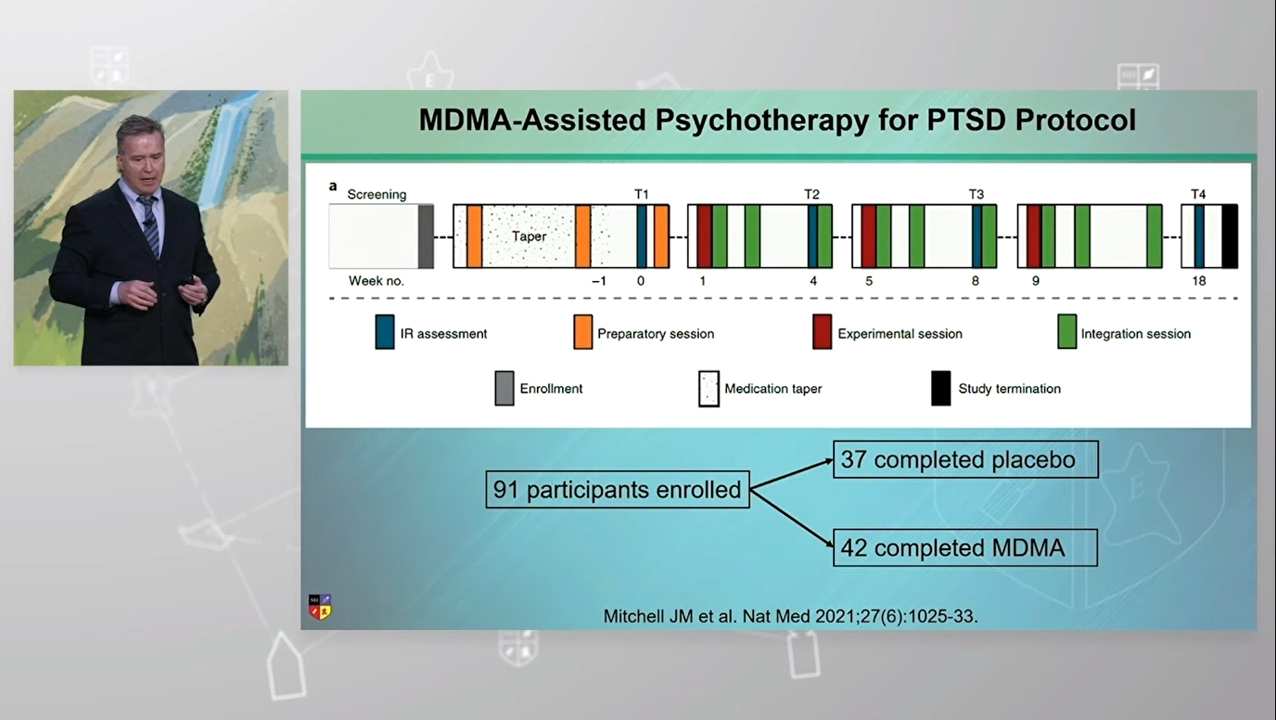 MDMA-Assisted Psychotherapy for PTSD Protocol
a
Screening
T1
T2
T3
T4
Taper
Week no.
−1
0
1
4
5
8
9
18
IR assessment
Preparatory session
Experimental session
Integration session
Enrollment
Medication taper
Study termination
91 participants enrolled
37 completed placebo
42 completed MDMA
NEI
Mitchell JM et al. Nat Med 2021;27(6):1025-33.
E
E
NEI